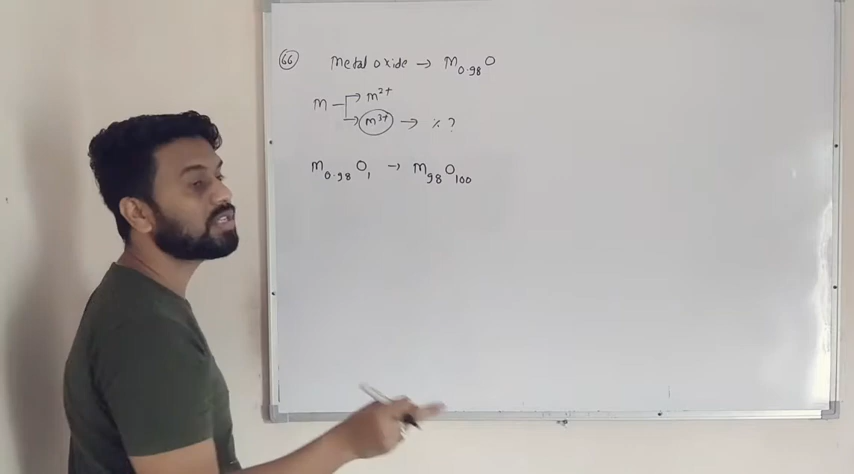 66 Metal oxide → M0.98O
M → m2+
→ m3+ → % ?
M0.98O1 → M98O100